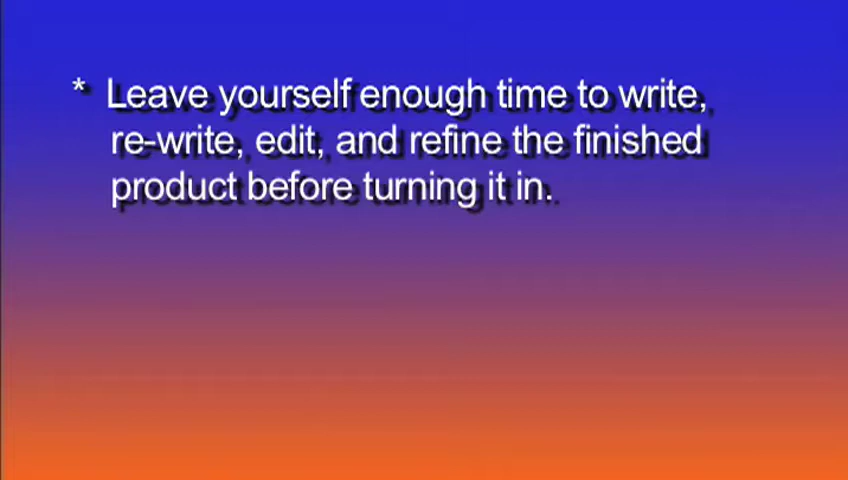 * Leave yourself enough time to write,
re-write, edit, and refine the finished
product before turning it in.